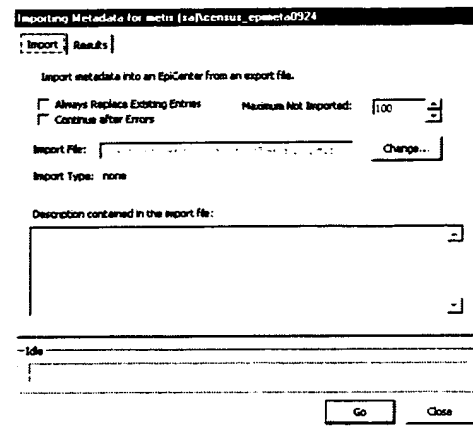 Importing Metadata for metis (sa)\census_epimeta0924
Import Results
Import metadata into an EpiCenter from an export file.
Always Replace Existing Entries Maximum Not Imported: 100
Continue after Errors
Import File: Change...
Import Type: none
Description contained in the export file:
Idle
Go Close